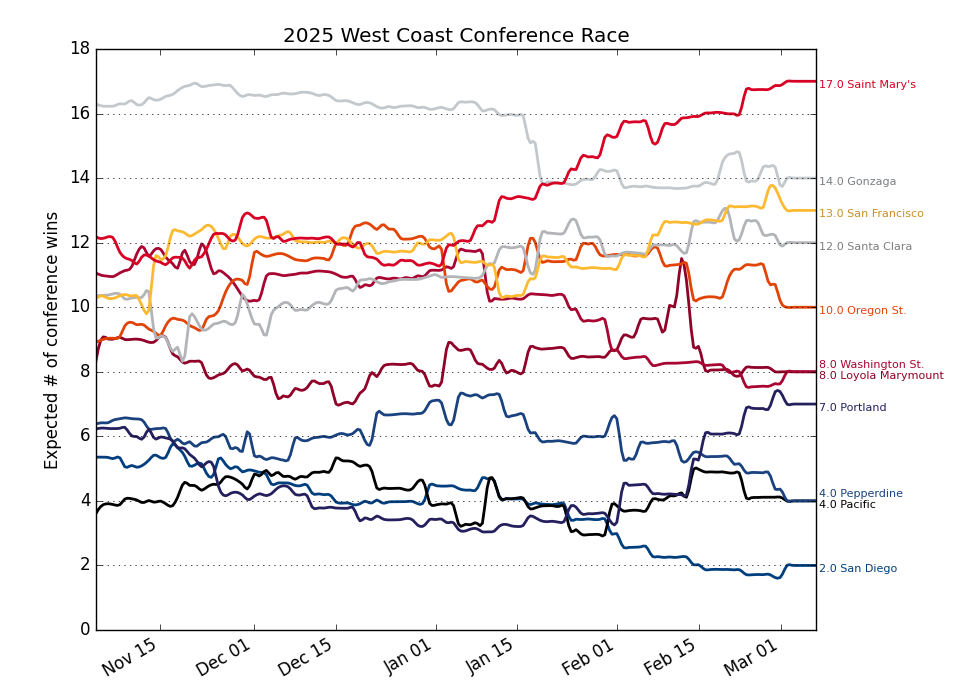 2025 West Coast Conference Race
Expected # of conference wins
18
16
14
12
10
8
6
4
2
0
17.0 Saint Mary's
14.0 Gonzaga
13.0 San Francisco
12.0 Santa Clara
10.0 Oregon St.
8.0 Washington St.
8.0 Loyola Marymount
7.0 Portland
4.0 Pepperdine
4.0 Pacific
2.0 San Diego
Nov 15
Dec 01
Dec 15
Jan 01
Jan 15
Feb 01
Feb 15
Mar 01